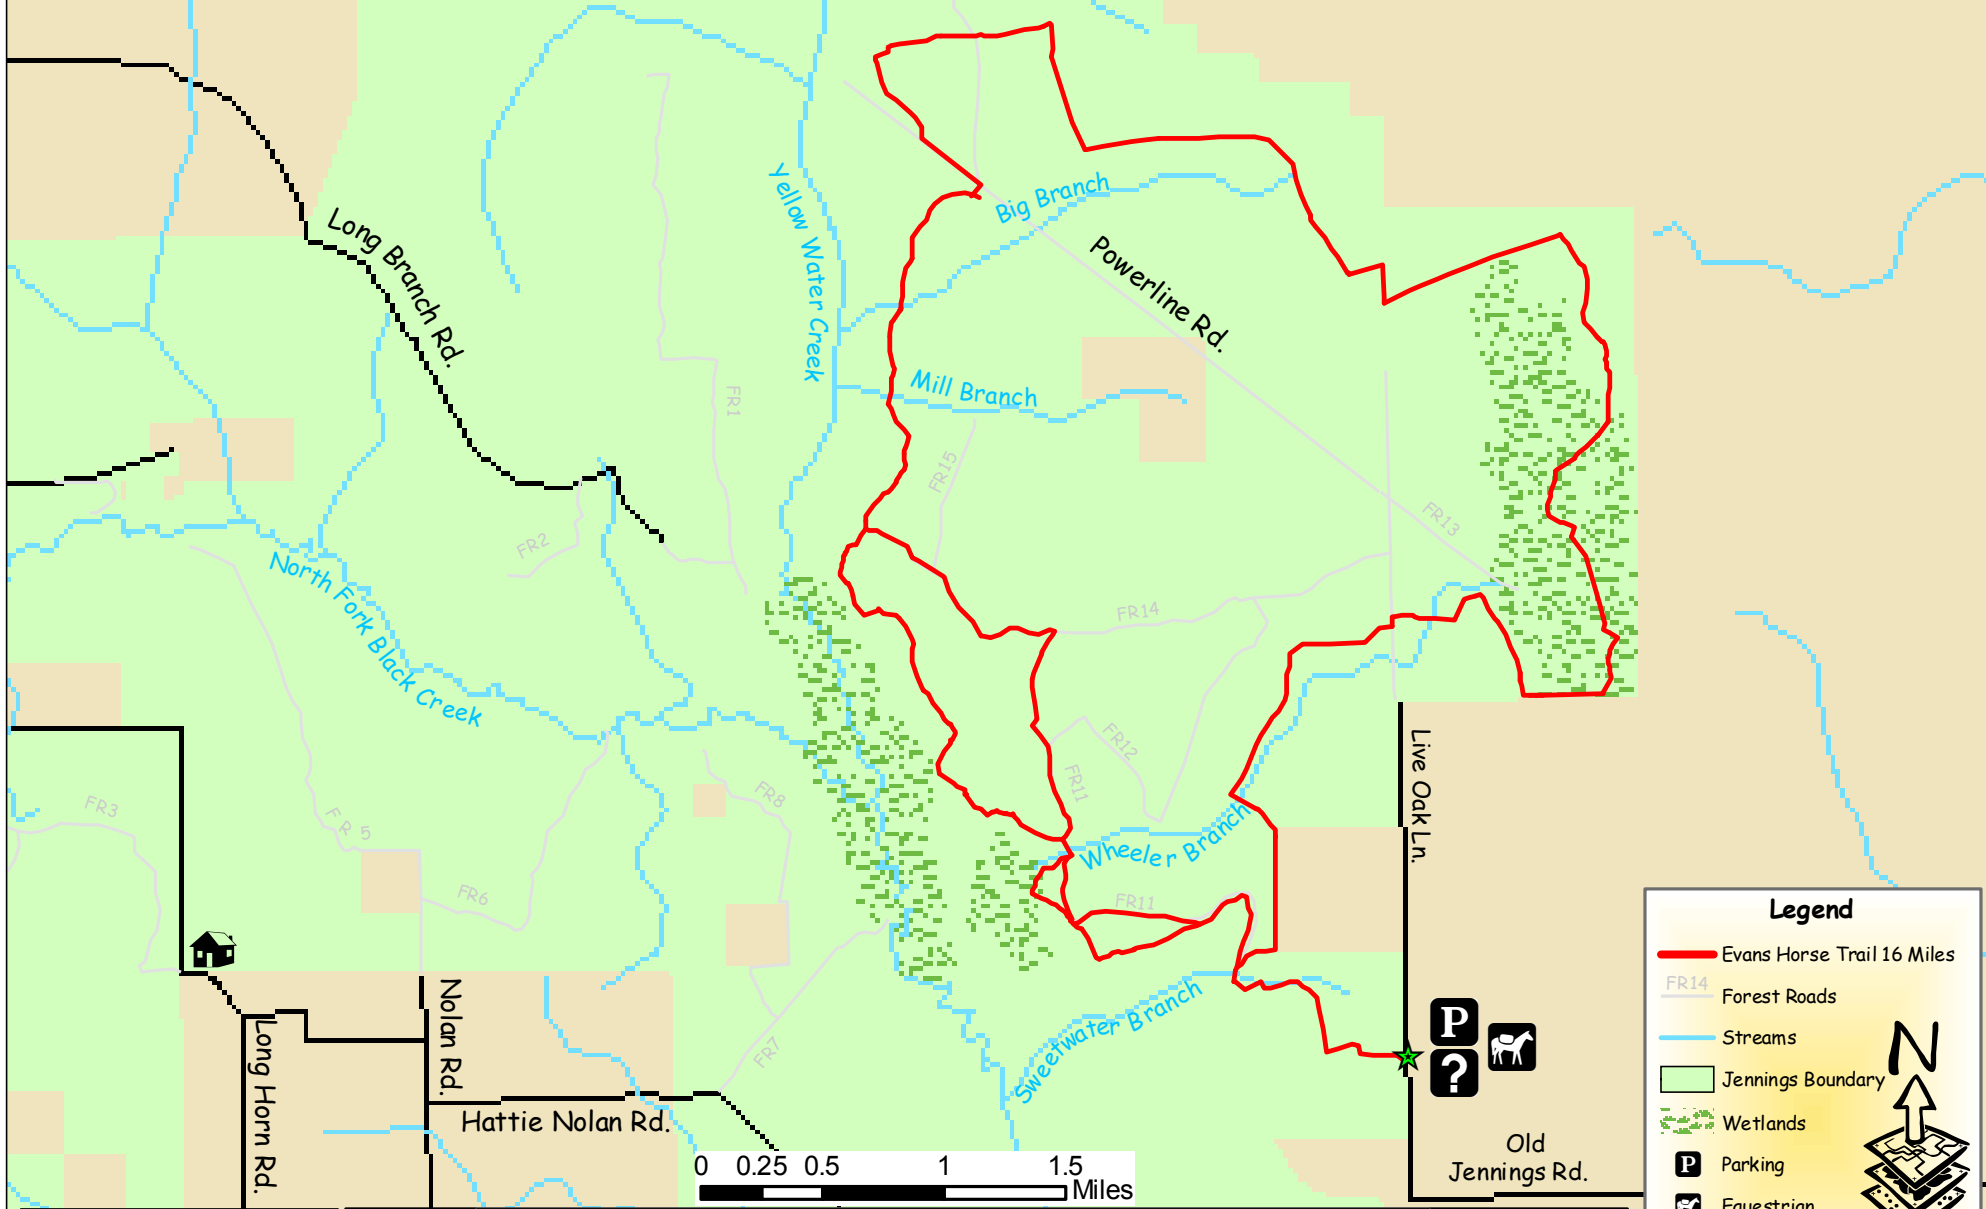 Long Branch Rd.
Yellow Water Creek
Big Branch
Powerline Rd.
Mill Branch
FR1
FR15
FR13
FR2
North Fork Black Creek
FR14
FR12
FR11
Live Oak Ln.
FR3
F R 5
FR8
Wheeler Branch
FR6
FR11
Nolan Rd.
Long Horn Rd.
FR7
Sweetwater Branch
Hattie Nolan Rd.
P
?
Old
Jennings Rd.
0 0.25 0.5 1 1.5
Miles
Legend
Evans Horse Trail 16 Miles
FR14
Forest Roads
Streams
N
Jennings Boundary
Wetlands
P
Parking
Equestrian